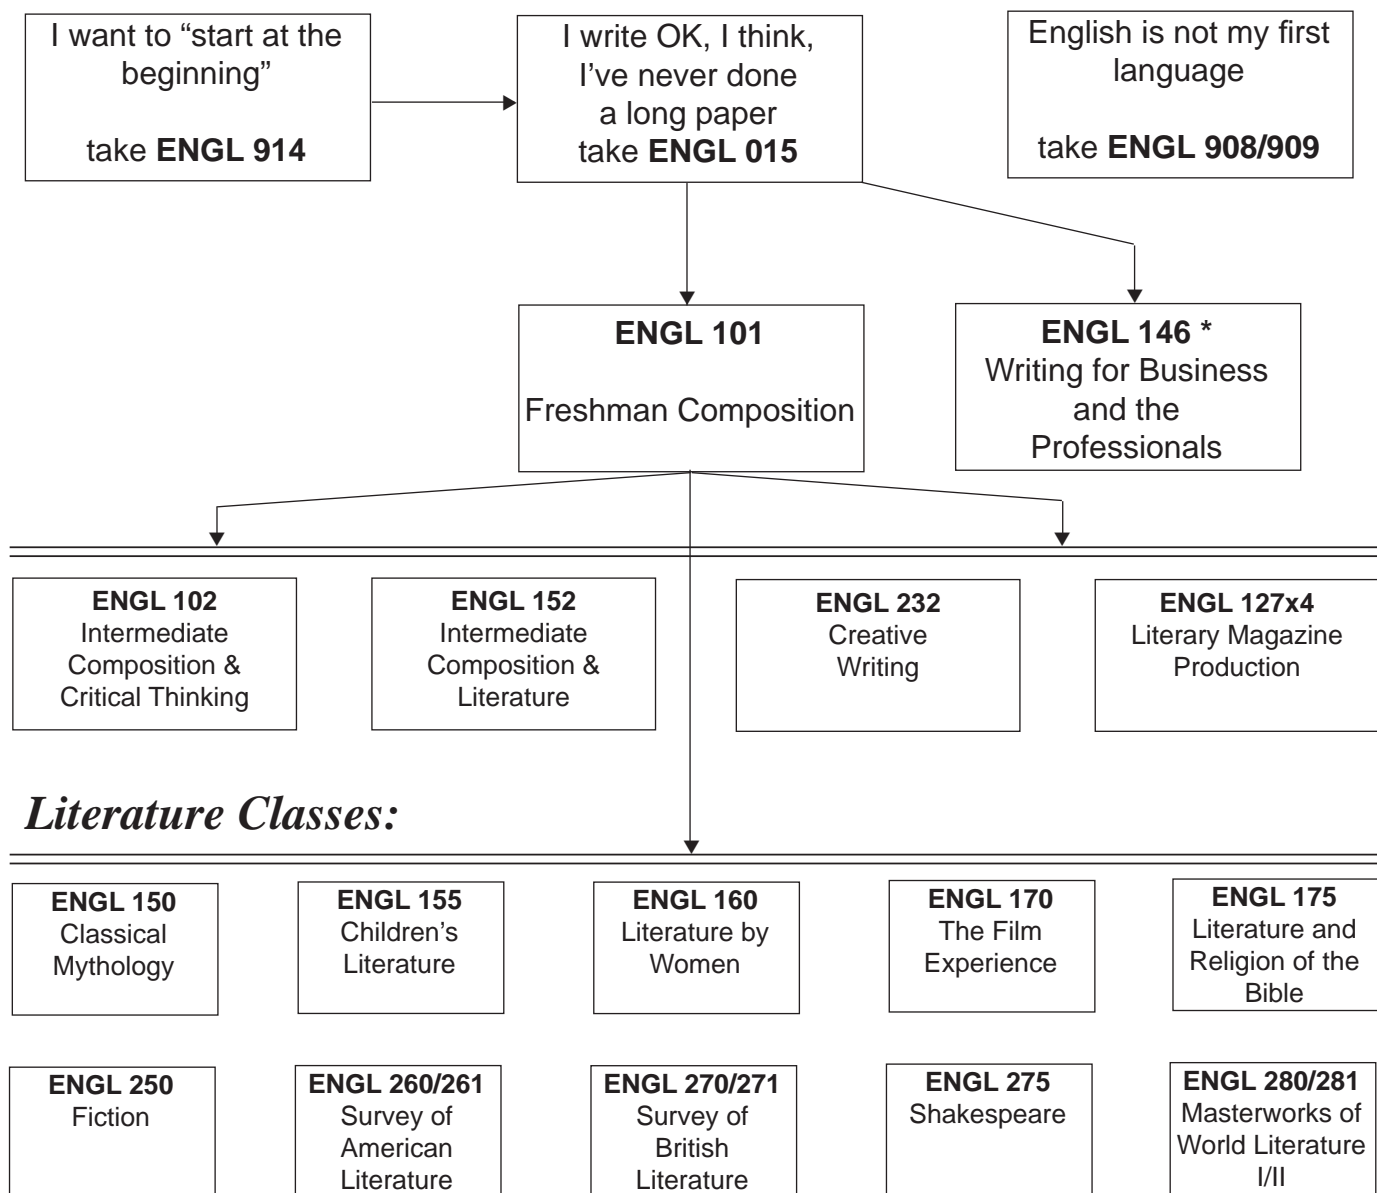 I want to “start at the
beginning”
take ENGL 914
I write OK, I think,
I’ve never done
a long paper
take ENGL 015
English is not my first
language
take ENGL 908/909
ENGL 101
Freshman Composition
ENGL 146 *
Writing for Business
and the
Professionals
ENGL 102
Intermediate
Composition &
Critical Thinking
ENGL 152
Intermediate
Composition &
Literature
ENGL 232
Creative
Writing
ENGL 127x4
Literary Magazine
Production
Literature Classes:
ENGL 150
Classical
Mythology
ENGL 155
Children’s
Literature
ENGL 160
Literature by
Women
ENGL 170
The Film
Experience
ENGL 175
Literature and
Religion of the
Bible
ENGL 250
Fiction
ENGL 260/261
Survey of
American
Literature
ENGL 270/271
Survey of
British
Literature
ENGL 275
Shakespeare
ENGL 280/281
Masterworks of
World Literature
I/II